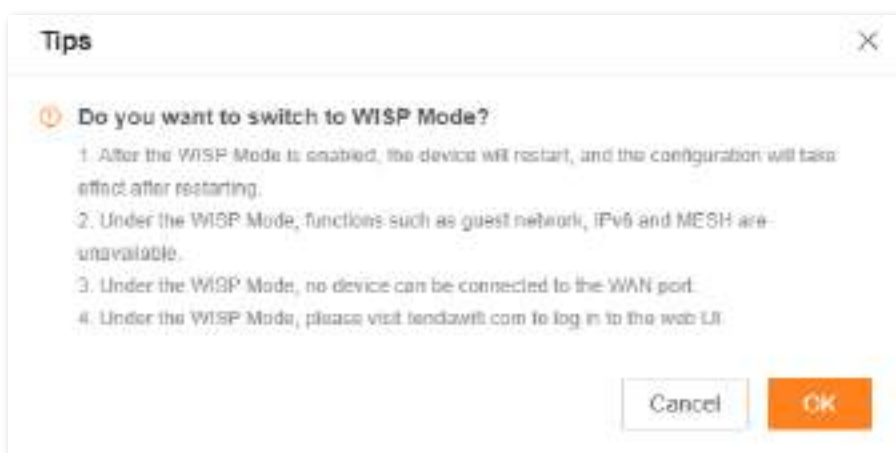 Tips
Do you want to switch to WISP Mode?
1. After the WISP Mode is enabled, the device will restart, and the configuration will take
effect after restarting.
2. Under the WISP Mode, functions such as guest network, IPv6 and MESH are
unavailable.
3. Under the WISP Mode, no device can be connected to the WAN port.
4. Under the WISP Mode, please visit tendawifi.com to log in to the web UI.
Cancel
OK